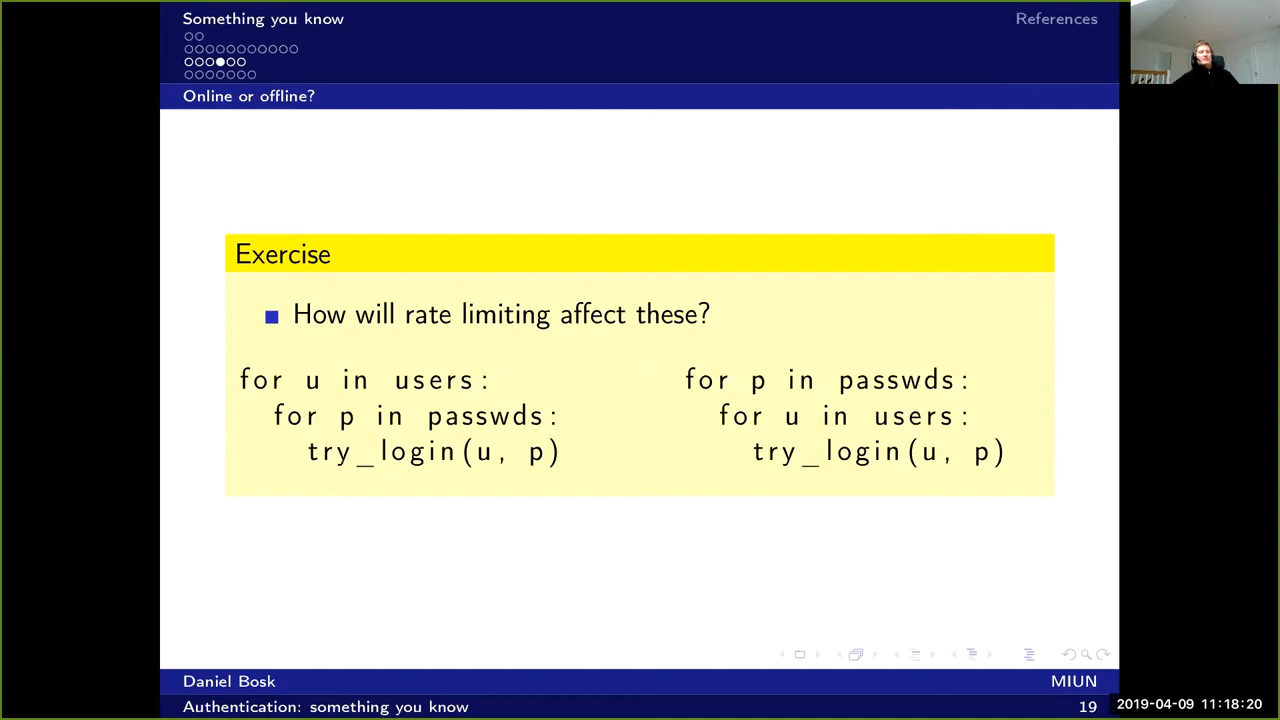 Something you know
References
Online or offline?
Exercise
How will rate limiting affect these?
for u in users:
for p in passwds:
try_login(u, p)
for p in passwds:
for u in users:
try_login(u, p)
Daniel Bosk
MIUN
Authentication: something you know
19
2019-04-09 11:18:20